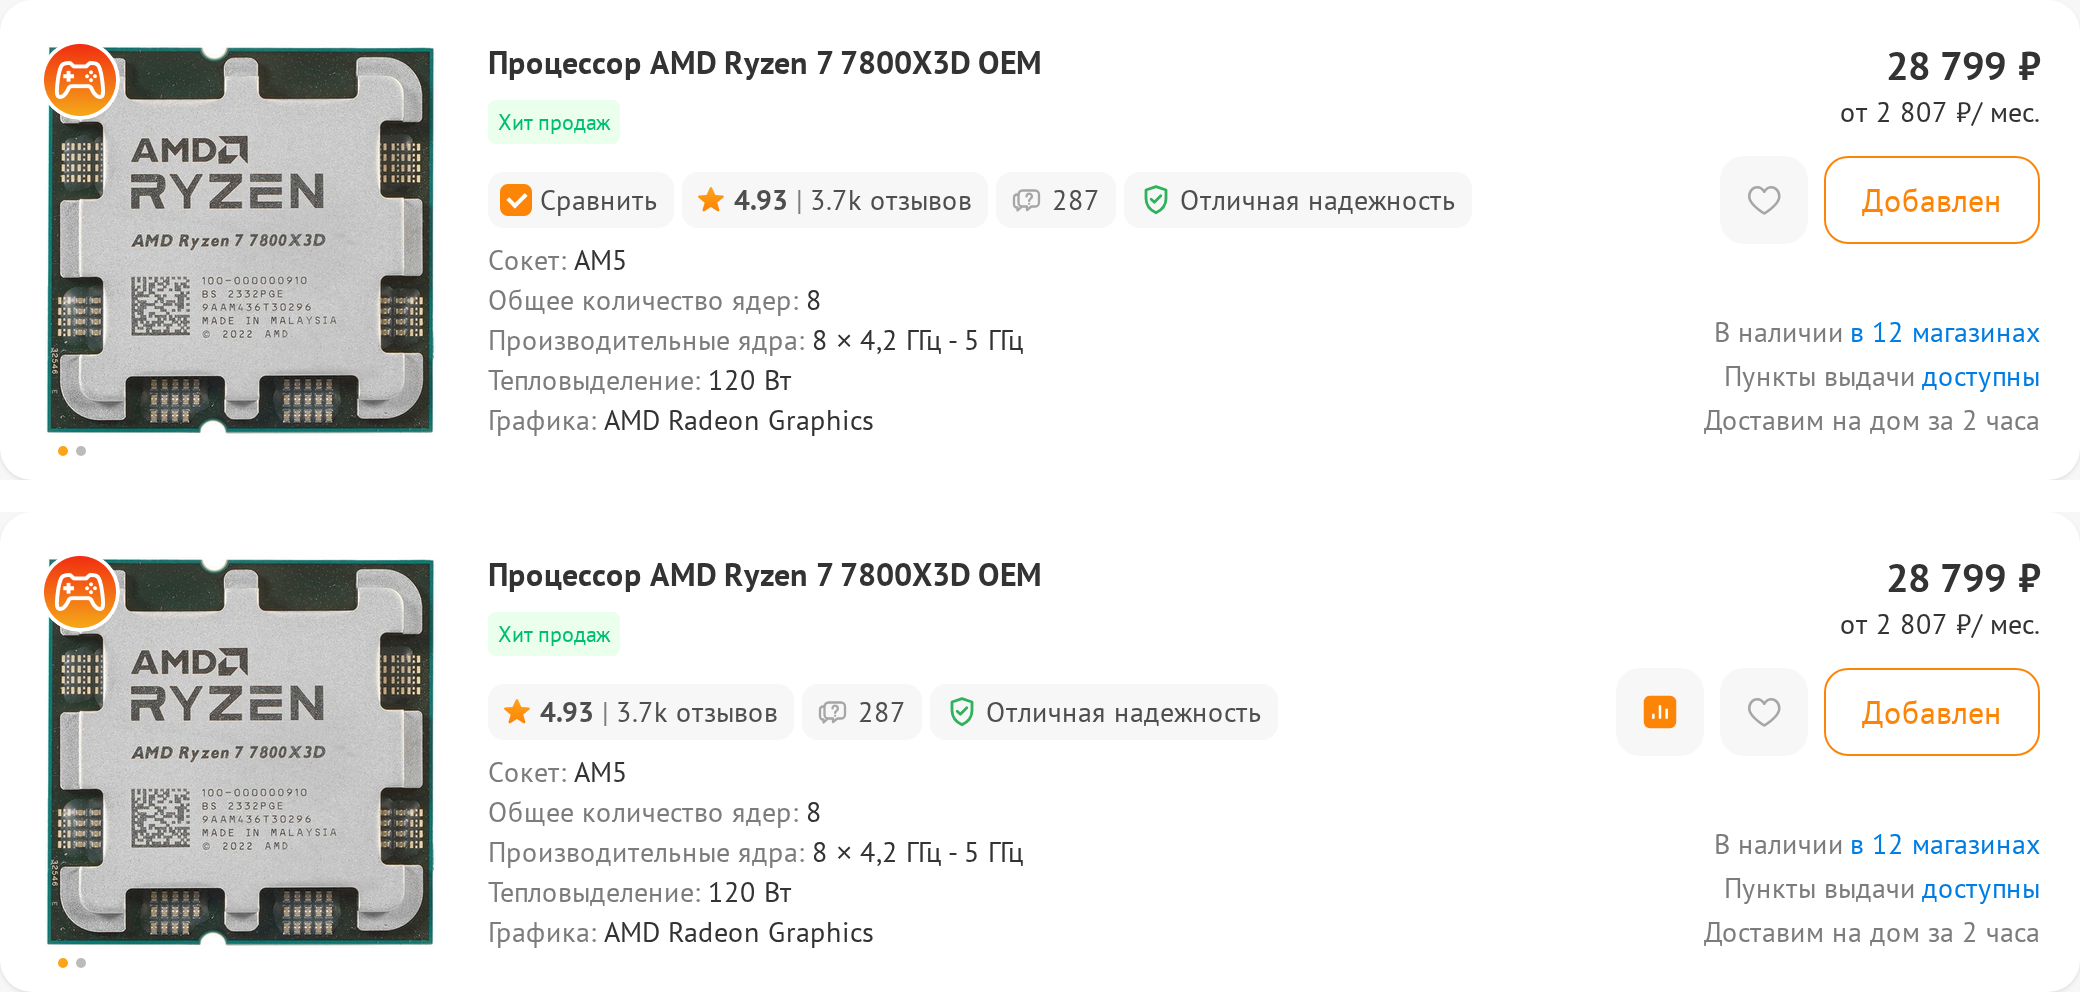 Процессор AMD Ryzen 7 7800X3D OEM
28 799 ₽
от 2 807 ₽/ мес.
Хит продаж
Сравнить
4.93 | 3.7k отзывов
287
Отличная надежность
Добавлен
Сокет: AM5
Общее количество ядер: 8
Производительные ядра: 8 × 4,2 ГГц - 5 ГГц
Тепловыделение: 120 Вт
Графика: AMD Radeon Graphics
В наличии в 12 магазинах
Пункты выдачи доступны
Доставим на дом за 2 часа
AMD
RYZEN
AMD Ryzen 7 7800X3D
100-000000910
BS 2332PGE
9AAM436T30296
MADE IN MALAYSIA
© 2022 AMD
32546 E
Процессор AMD Ryzen 7 7800X3D OEM
28 799 ₽
от 2 807 ₽/ мес.
Хит продаж
4.93 | 3.7k отзывов
287
Отличная надежность
Добавлен
Сокет: AM5
Общее количество ядер: 8
Производительные ядра: 8 × 4,2 ГГц - 5 ГГц
Тепловыделение: 120 Вт
Графика: AMD Radeon Graphics
В наличии в 12 магазинах
Пункты выдачи доступны
Доставим на дом за 2 часа
AMD
RYZEN
AMD Ryzen 7 7800X3D
100-000000910
BS 2332PGE
9AAM436T30296
MADE IN MALAYSIA
© 2022 AMD
32546 E